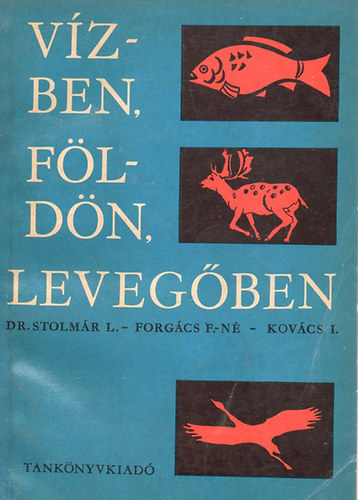 VÍZ-
BEN,
FÖL-
DÖN,
LEVEGŐBEN
DR. STOLMÁR L. – FORGÁCS F.-NÉ – KOVÁCS I.
TANKÖNYVKIADÓ